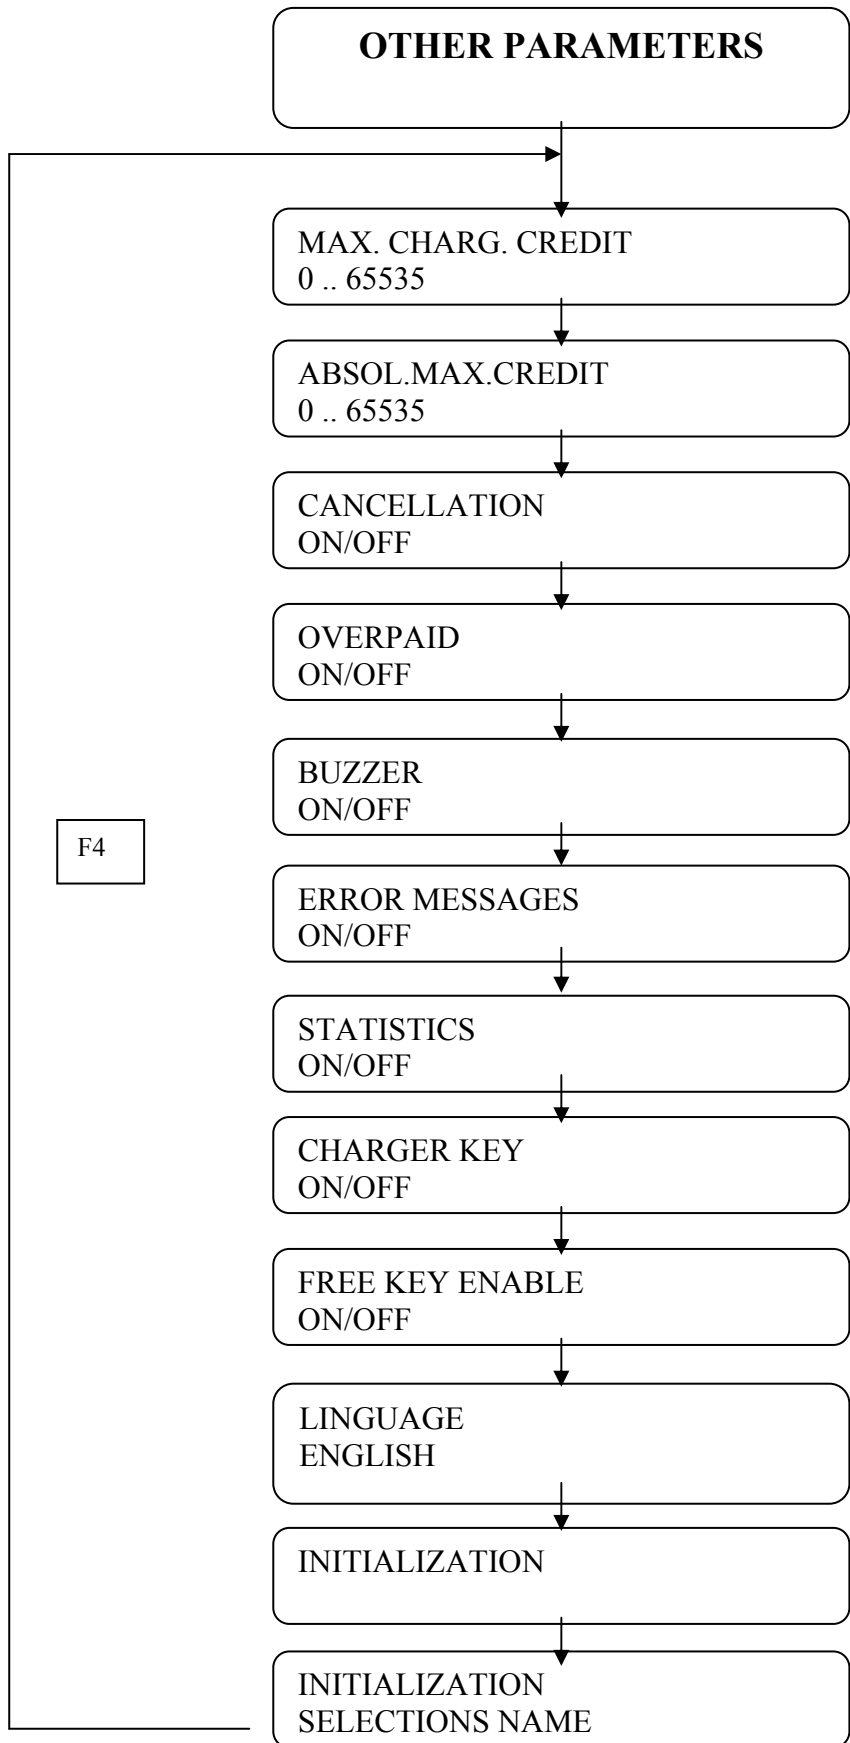 OTHER PARAMETERS
MAX. CHARG. CREDIT
0 .. 65535
ABSOL.MAX.CREDIT
0 .. 65535
CANCELLATION
ON/OFF
OVERPAID
ON/OFF
BUZZER
ON/OFF
F4
ERROR MESSAGES
ON/OFF
STATISTICS
ON/OFF
CHARGER KEY
ON/OFF
FREE KEY ENABLE
ON/OFF
LINGUAGE
ENGLISH
INITIALIZATION
INITIALIZATION
SELECTIONS NAME